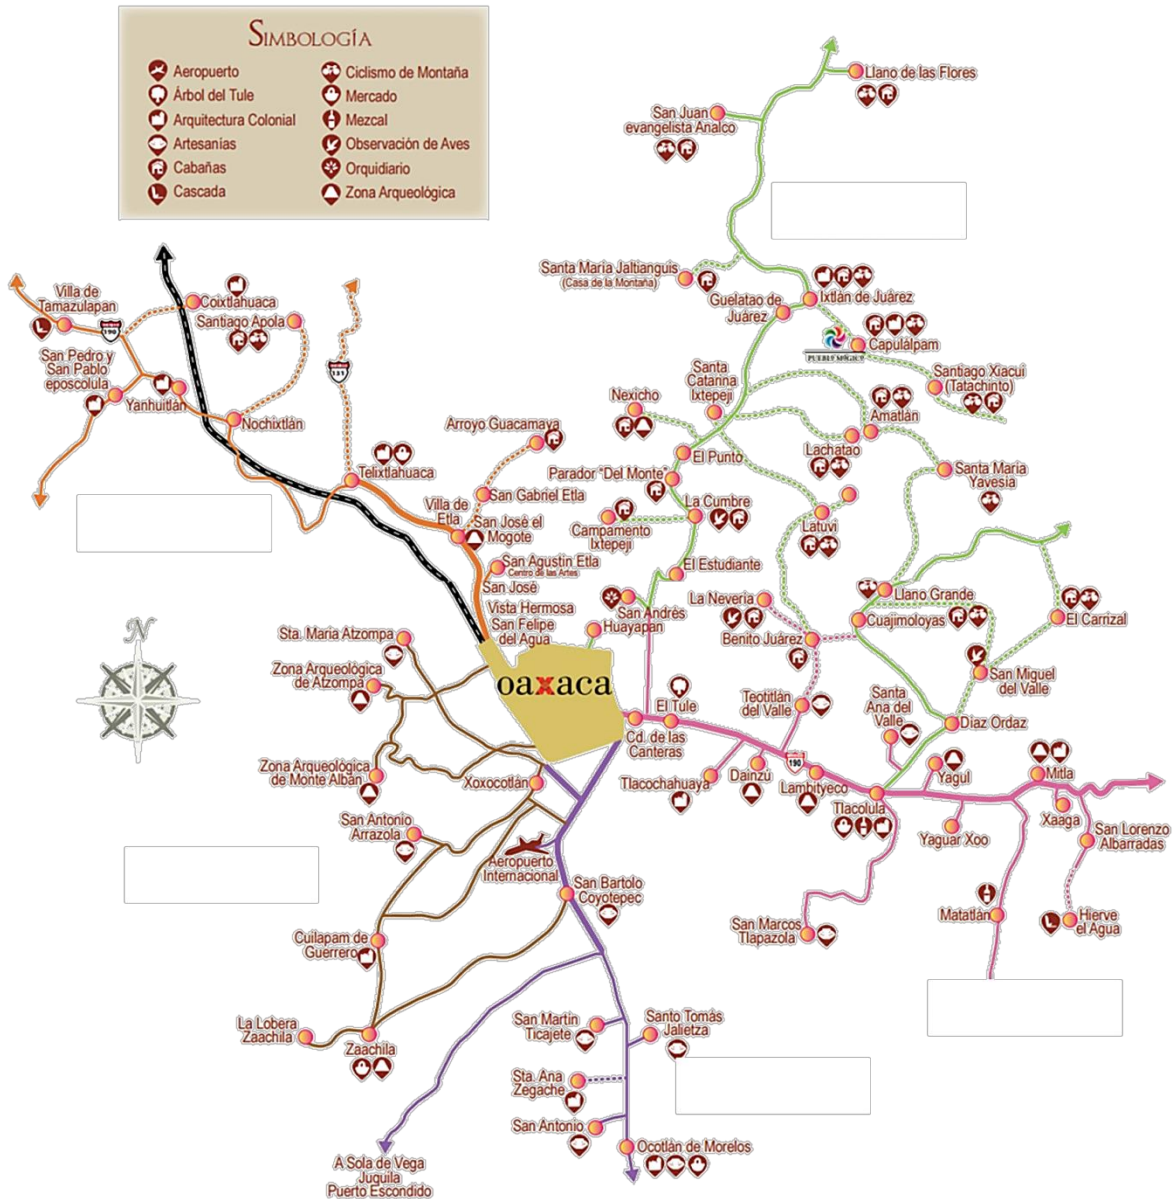 SIMBOLOGÍA
Aeropuerto
Árbol del Tule
Arquitectura Colonial
Artesanías
Cabañas
Cascada
Ciclismo de Montaña
Mercado
Mezcal
Observación de Aves
Orquidiario
Zona Arqueológica
Llano de las Flores
San Juan
evangelista Analco
Santa María Jaltianguis
(Casa de la Montaña)
Guelatao de
Juárez
Ixtlán de Juárez
PUEBLO MÁGICO
Capulálpam
Santiago Xiacui
(Tatachinto)
Santa
Catarina
Ixtepeji
Nexicho
Amatlán
Lachatao
El Punto
Parador "Del Monte"
La Cumbre
Campamento
Ixtepeji
Santa Maria
Yavesia
Latuvi
El Estudiante
La Neveria
Llano Grande
Cuajimoloyas
El Carrizal
Benito Juárez
San Miguel
del Valle
San Andrés
Huayapan
Villa de
Tamazulapan
190
Coixtlahuaca
Santiago Apola
San Pedro y
San Pablo
eposcolula
Yanhuitlán
Nochixtlán
131
Telixtlahuaca
Arroyo Guacamaya
San Gabriel Etla
Villa de
Etla
San José el
Mogote
San Agustin Etla
Centro de las Artes
San José
Vista Hermosa
San Felipe
del Agua
N
oaxaca
Sta. Maria Atzompa
Zona Arqueológica
de Atzompa
Zona Arqueológica
de Monte Albán
Xoxocotlán
San Antonio
Arrazola
Aeropuerto
Internacional
San Bartolo
Coyotepec
Cuilapam de
Guerrero
La Lobera
Zaachila
Zaachila
San Martín
Ticajete
Santo Tomás
Jalietza
Sta. Ana
Zegache
San Antonio
Ocotlán de Morelos
A Sola de Vega
Juquila
Puerto Escondido
El Tule
Cd. de las
Canteras
Teotitlán
del Valle
Santa
Ana del
Valle
Diaz Ordaz
190
Tlacochahuaya
Dainzú
Lambityeco
Tlacolula
Yagul
Mitla
Yaguar Xoo
Xaaga
San Lorenzo
Albarradas
San Marcos
Tlapazola
Matatlán
Hierve
el Agua